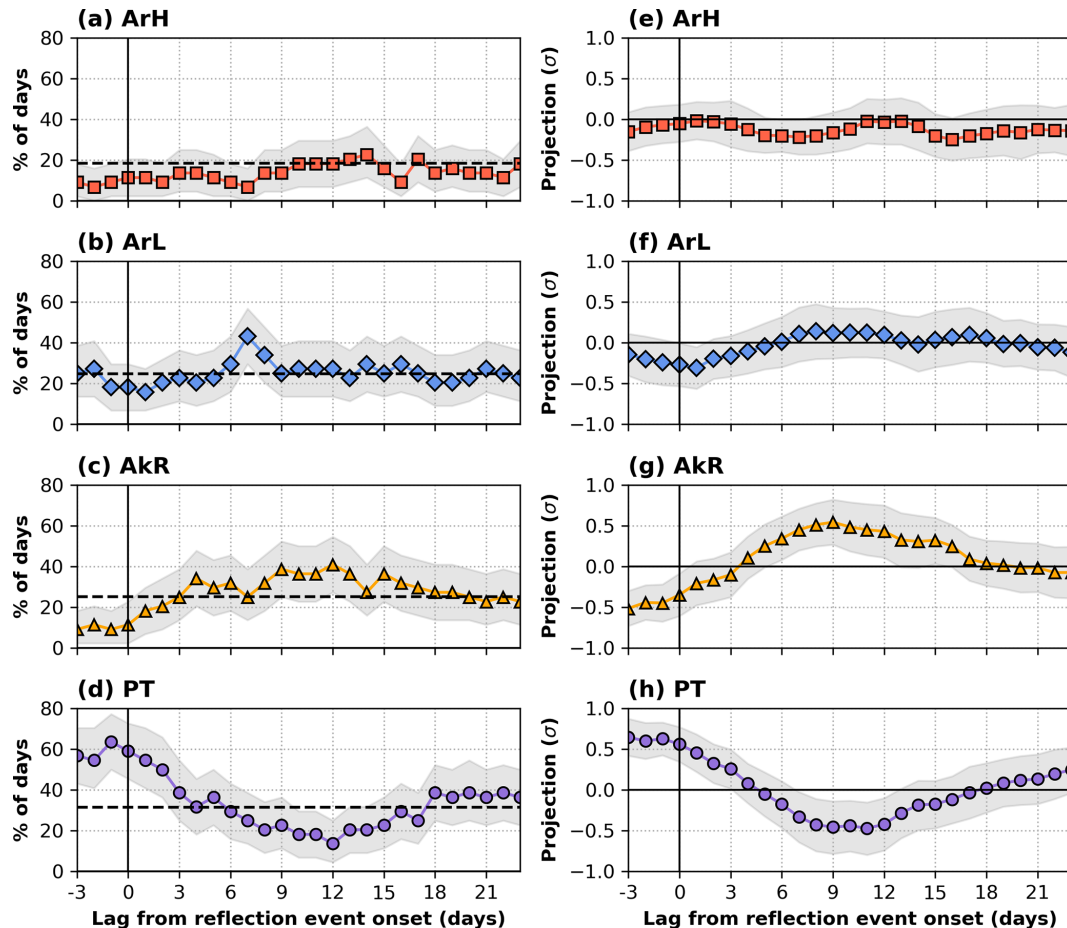 (a) ArH
80
60
40
20
0
% of days
(e) ArH
1.0
0.5
0.0
−0.5
−1.0
Projection (σ)
(b) ArL
80
60
40
20
0
% of days
(f) ArL
1.0
0.5
0.0
−0.5
−1.0
Projection (σ)
(c) AkR
80
60
40
20
0
% of days
(g) AkR
1.0
0.5
0.0
−0.5
−1.0
Projection (σ)
(d) PT
80
60
40
20
0
% of days
-3 0 3 6 9 12 15 18 21
Lag from reflection event onset (days)
(h) PT
1.0
0.5
0.0
−0.5
−1.0
Projection (σ)
-3 0 3 6 9 12 15 18 21
Lag from reflection event onset (days)